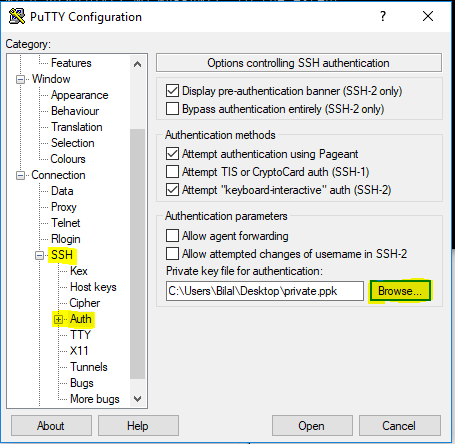 PuTTY Configuration
Category:
Features
Window
Appearance
Behaviour
Translation
Selection
Colours
Connection
Data
Proxy
Telnet
Rlogin
SSH
Kex
Host keys
Cipher
Auth
TTY
X11
Tunnels
Bugs
More bugs
Options controlling SSH authentication
Display pre-authentication banner (SSH-2 only)
Bypass authentication entirely (SSH-2 only)
Authentication methods
Attempt authentication using Pageant
Attempt TIS or CryptoCard auth (SSH-1)
Attempt "keyboard-interactive" auth (SSH-2)
Authentication parameters
Allow agent forwarding
Allow attempted changes of username in SSH-2
Private key file for authentication:
C:\Users\Bilal\Desktop\private.ppk
Browse...
About
Help
Open
Cancel